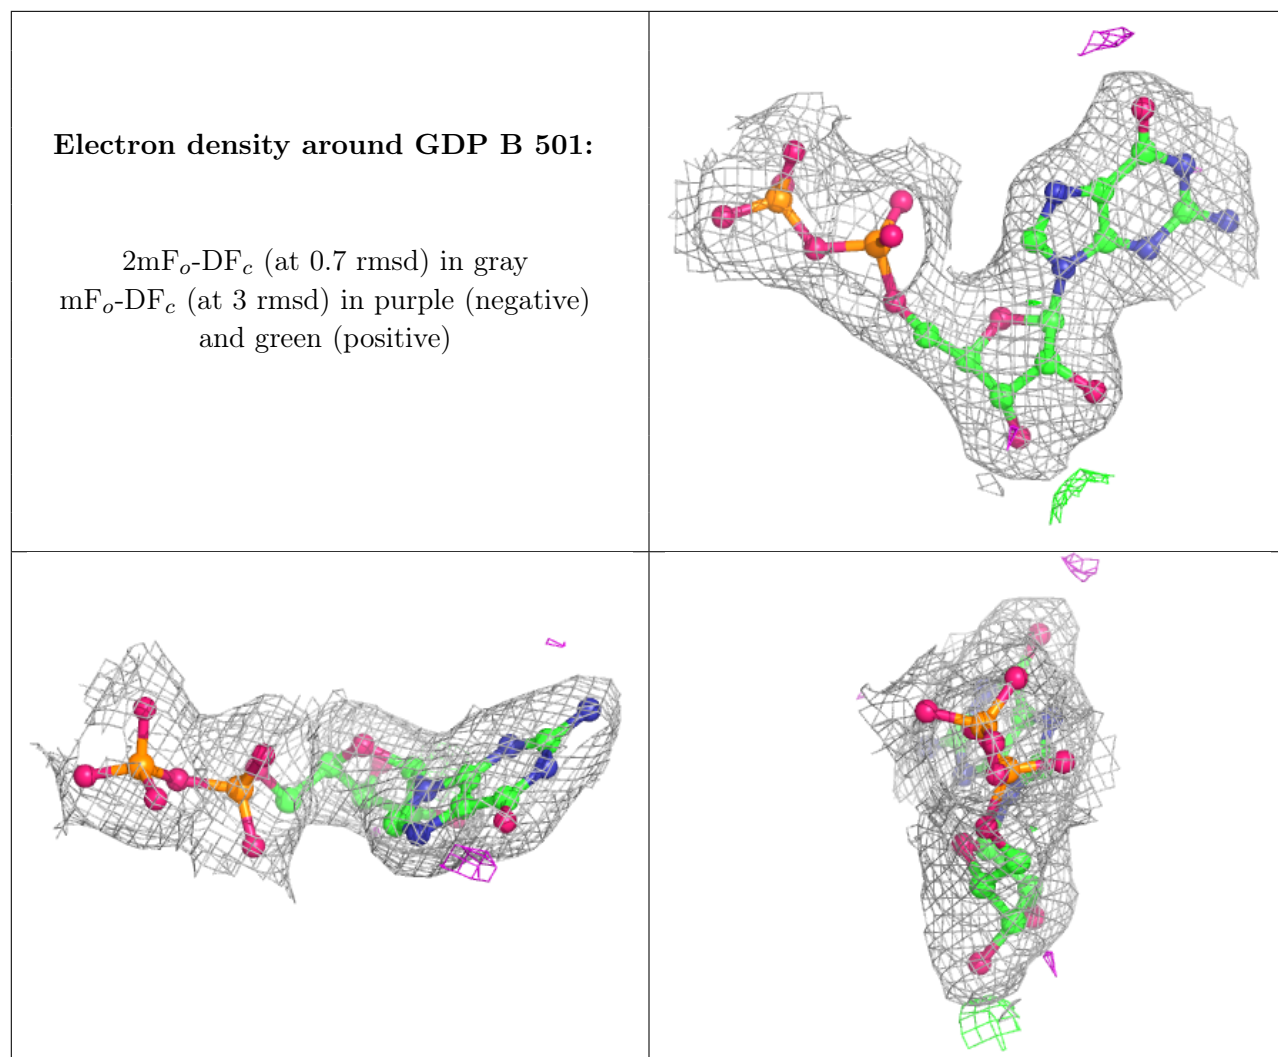 Electron density around GDP B 501:
2mFₒ-DF𝒸 (at 0.7 rmsd) in gray
mFₒ-DF𝒸 (at 3 rmsd) in purple (negative)
and green (positive)